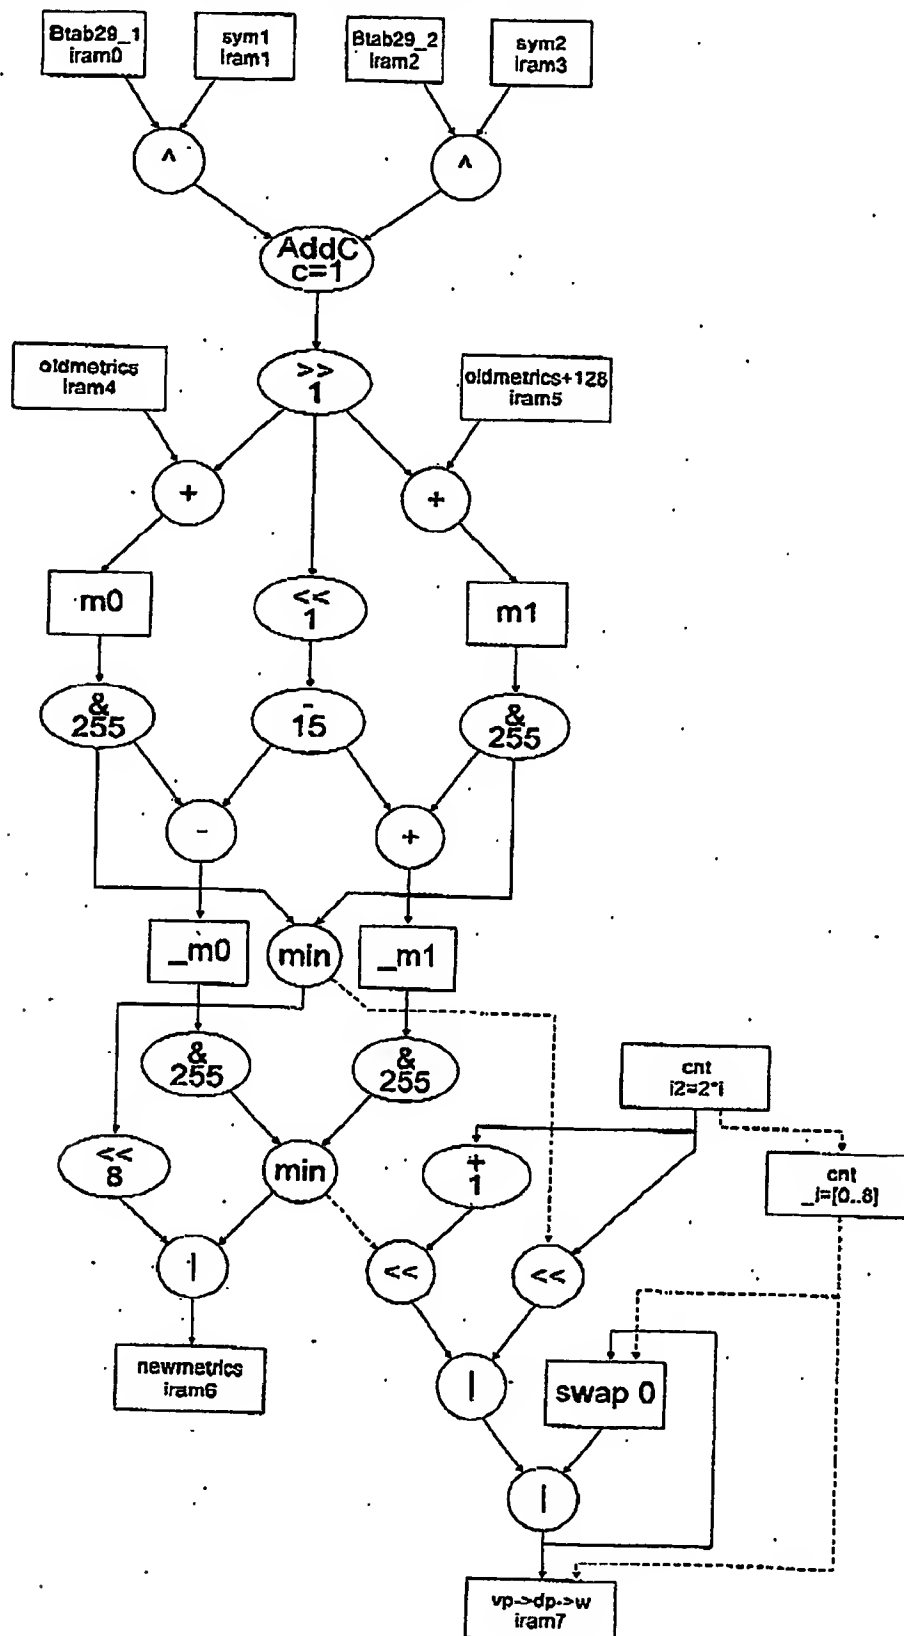 Btab29_1
iram0
sym1
iram1
Btab29_2
iram2
sym2
iram3
^
^
AddC
c=1
oldmetrics
iram4
>>
1
oldmetrics+128
iram5
+
+
m0
<<
1
m1
&
255
-
15
&
255
-
+
_m0
min
_m1
&
255
&
255
cnt
i2=2*i
<<
8
min
+
1
cnt
_i=[0..8]
|
<<
<<
newmetrics
iram6
|
swap 0
|
vp->dp->w
iram7